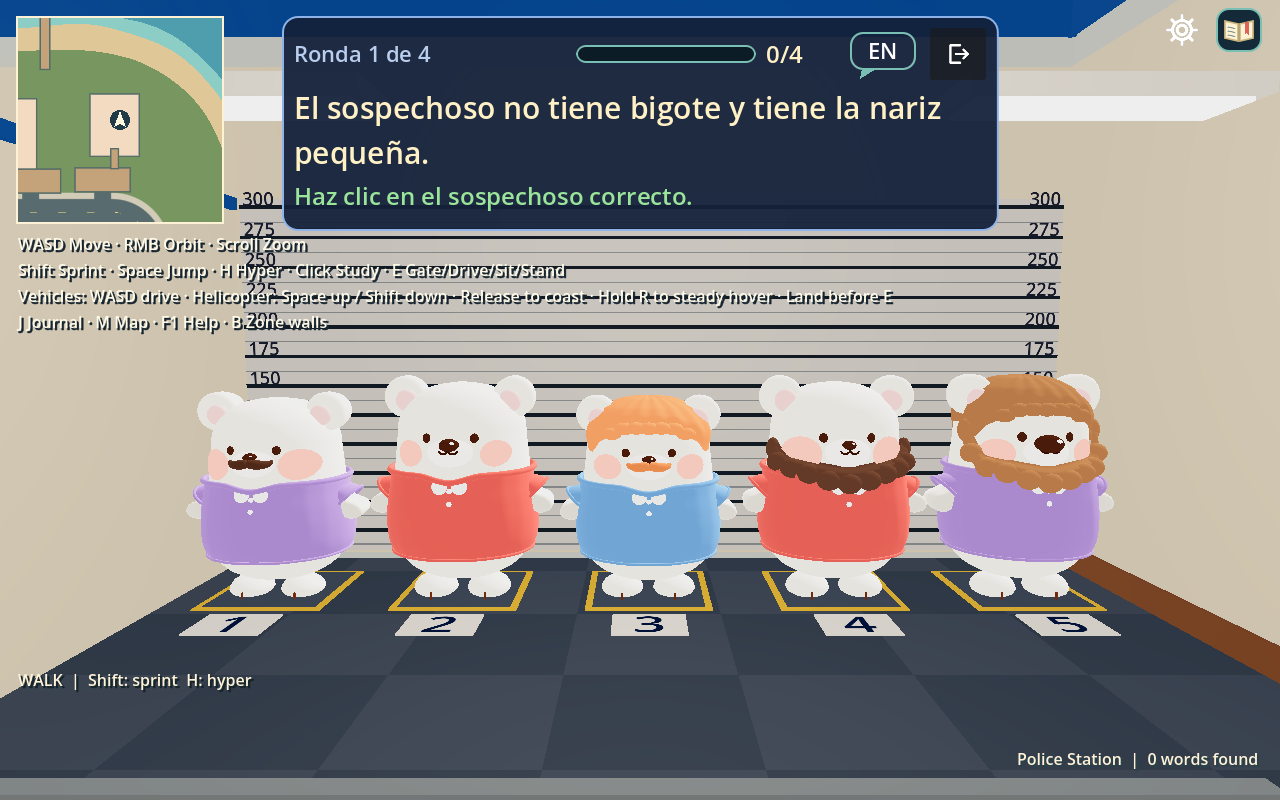 Ronda 1 de 4
0/4
EN
El sospechoso no tiene bigote y tiene la nariz
pequeña.
Haz clic en el sospechoso correcto.
300 300
275 275
WASD Move · RMB Orbit · Scroll Zoom
250 250
Shift Sprint · Space Jump · H Hyper · Click Study · E Gate/Drive/Sit/Stand
225 225
Vehicles: WASD drive · Helicopter: Space up / Shift down · Release to coast · Hold R to steady hover · Land before E
200 200
J Journal · M Map · F1 Help · B Zone walls
175 175
150 150
1 2 3 4 5
WALK | Shift: sprint H: hyper
Police Station | 0 words found